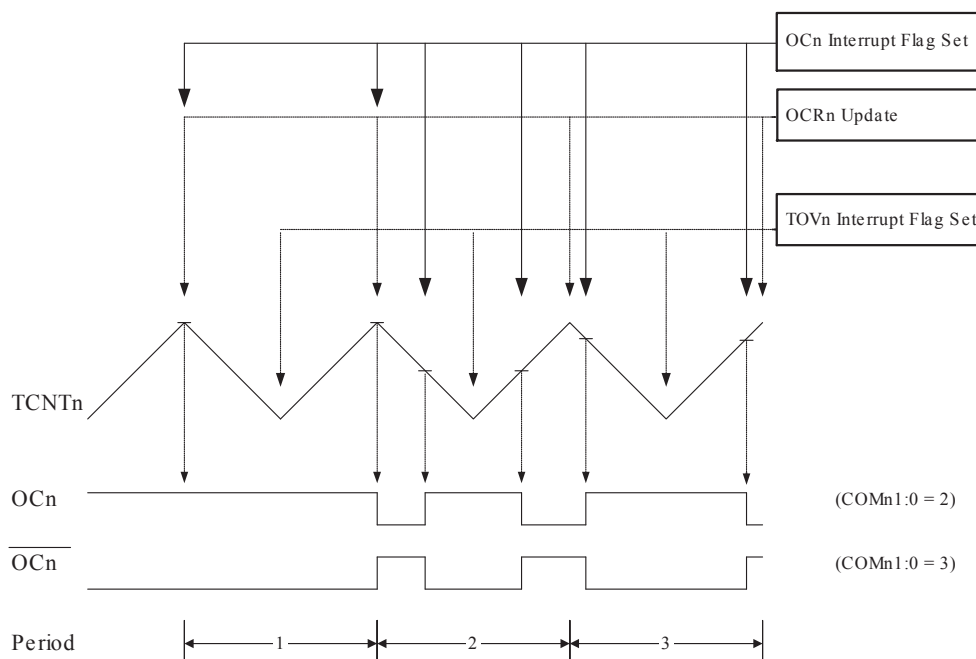 OCn Interrupt Flag Set
OCRn Update
TOVn Interrupt Flag Set
TCNTn
OCn
(COMn1:0 = 2)
OCn
(COMn1:0 = 3)
Period
1
2
3